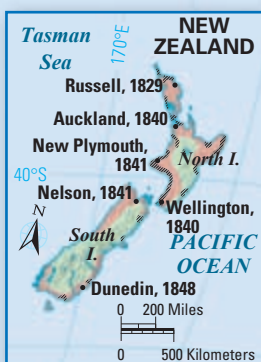 NEW
ZEALAND
Tasman
Sea
170°E
Russell, 1829
Auckland, 1840
New Plymouth,
1841
North I.
40°S
Nelson, 1841
Wellington,
1840
N
South
I.
PACIFIC
OCEAN
Dunedin, 1848
0 200 Miles
0 500 Kilometers